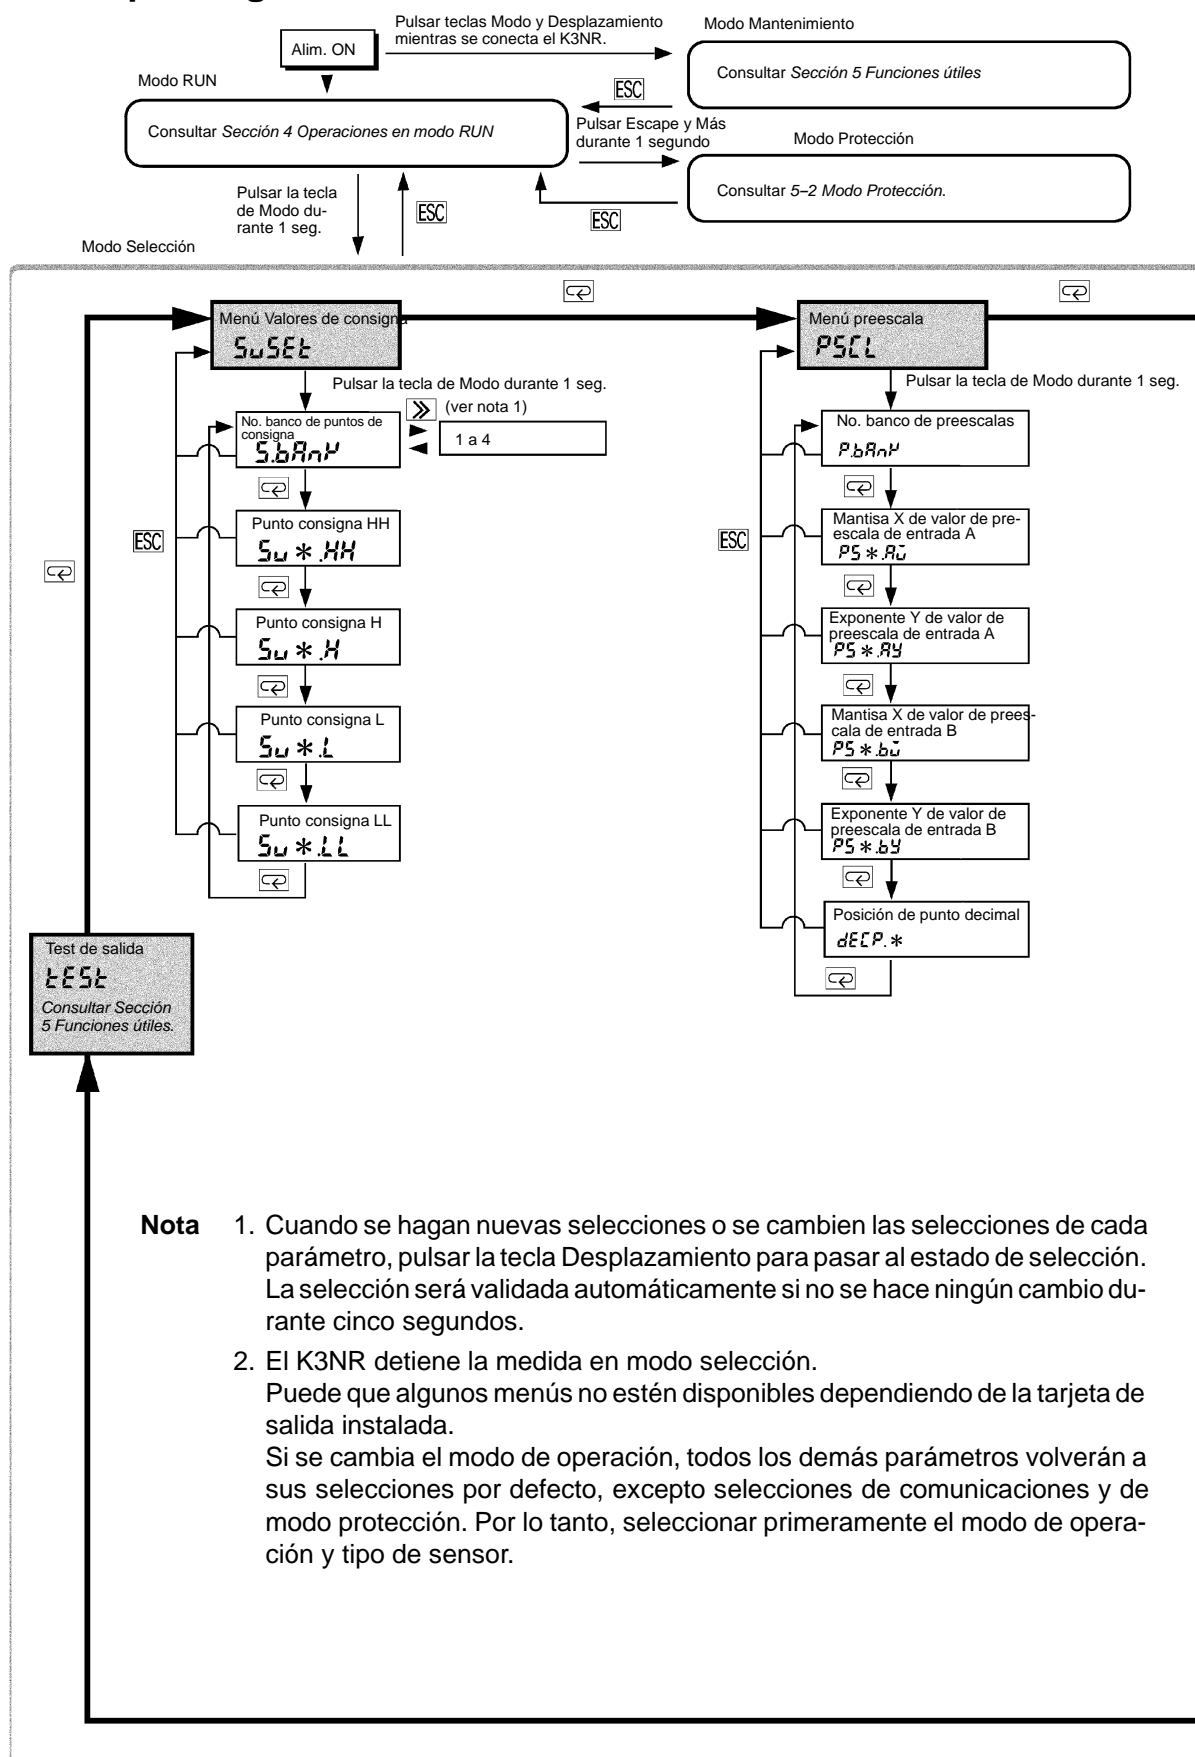 Pulsar teclas Modo y Desplazamiento
mientras se conecta el K3NR.
Modo Mantenimiento
Alim. ON
Consultar Sección 5 Funciones útiles
Modo RUN
ESC
Consultar Sección 4 Operaciones en modo RUN
Pulsar Escape y Más
durante 1 segundo
Modo Protección
Consultar 5–2 Modo Protección.
ESC
Pulsar la tecla
de Modo du-
rante 1 seg.
ESC
Modo Selección
Menú Valores de consigna
SuSEt
Pulsar la tecla de Modo durante 1 seg.
No. banco de puntos de
consigna
S.bAnK
(ver nota 1)
1 a 4
Punto consigna HH
Su*.HH
ESC
Punto consigna H
Su*.H
Punto consigna L
Su*.L
Punto consigna LL
Su*.LL
Menú preescala
PSCL
Pulsar la tecla de Modo durante 1 seg.
No. banco de preescalas
P.bAnK
Mantisa X de valor de pre-
escala de entrada A
ESC
Exponente Y de valor de
preescala de entrada A
PS*.AY
Mantisa X de valor de prees-
cala de entrada B
Exponente Y de valor de
preescala de entrada B
PS*.bY
Posición de punto decimal
dECP.*
Test de salida
tESt
Consultar Sección
5 Funciones útiles.
Nota 1. Cuando se hagan nuevas selecciones o se cambien las selecciones de cada
parámetro, pulsar la tecla Desplazamiento para pasar al estado de selección.
La selección será validada automáticamente si no se hace ningún cambio du-
rante cinco segundos.
2. El K3NR detiene la medida en modo selección.
Puede que algunos menús no estén disponibles dependiendo de la tarjeta de
salida instalada.
Si se cambia el modo de operación, todos los demás parámetros volverán a
sus selecciones por defecto, excepto selecciones de comunicaciones y de
modo protección. Por lo tanto, seleccionar primeramente el modo de opera-
ción y tipo de sensor.